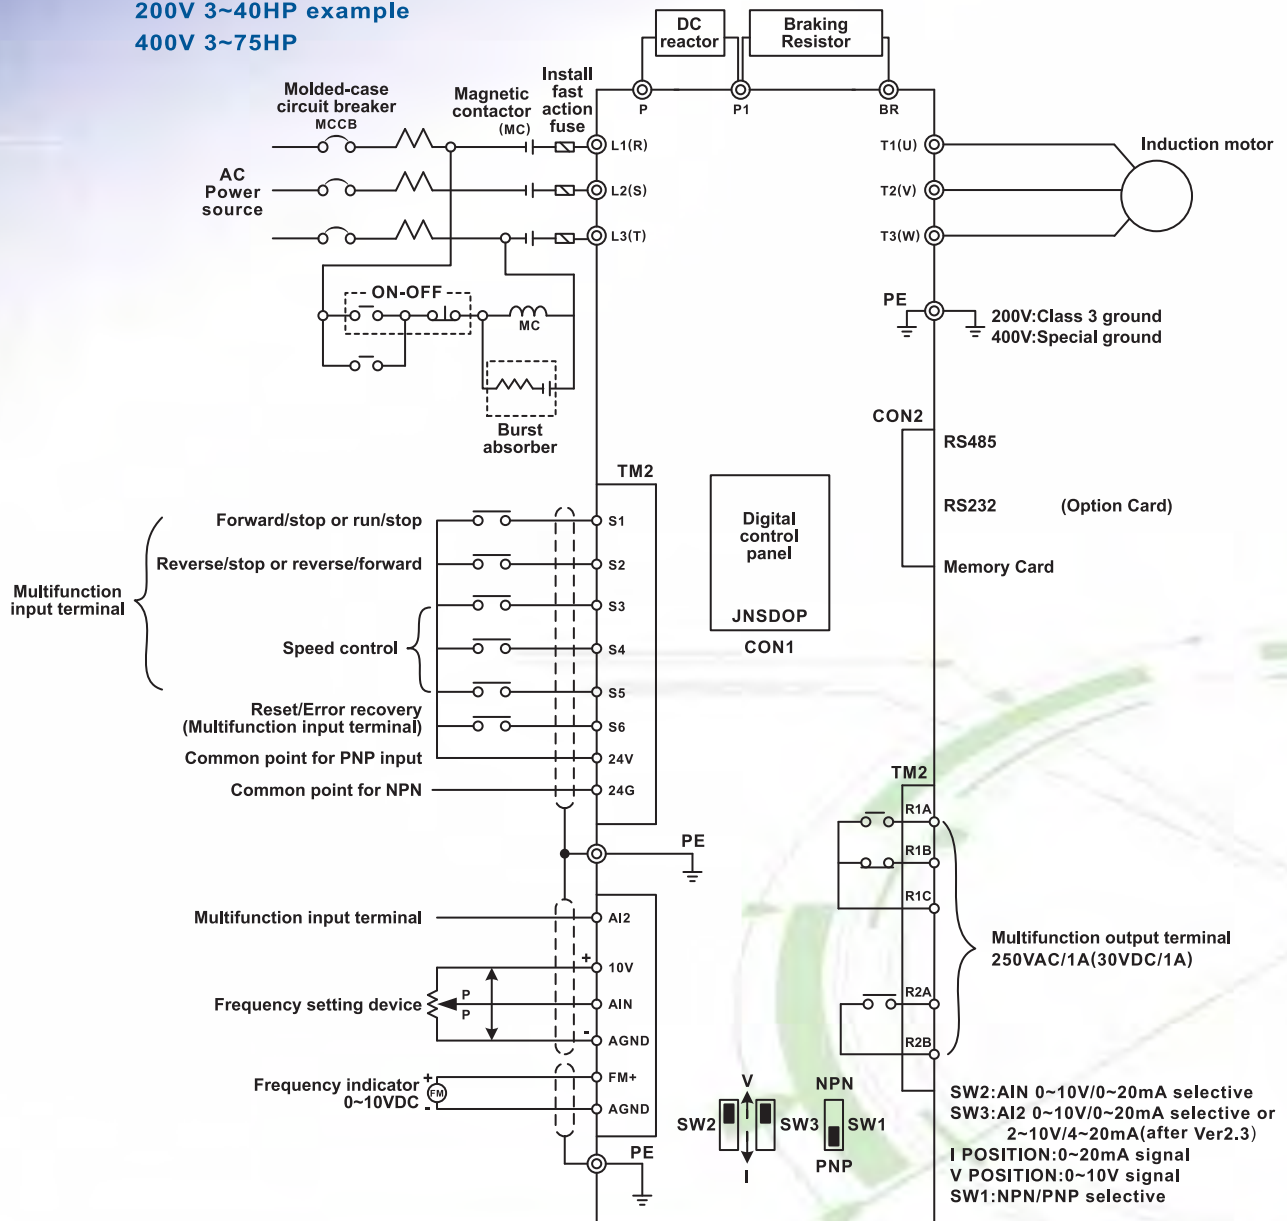 200V 3~40HP example
400V 3~75HP
DC
reactor
Braking
Resistor
P
P1
BR
Molded-case
circuit breaker
MCCB
Magnetic
contactor
(MC)
Install
fast
action
fuse
L1(R)
L2(S)
L3(T)
AC
Power
source
T1(U)
T2(V)
T3(W)
Induction motor
ON-OFF
MC
Burst
absorber
PE
200V:Class 3 ground
400V:Special ground
CON2
RS485
RS232
(Option Card)
Memory Card
TM2
Digital
control
panel
JNSDOP
CON1
Multifunction
input terminal
Forward/stop or run/stop
S1
Reverse/stop or reverse/forward
S2
S3
Speed control
S4
S5
Reset/Error recovery
(Multifunction input terminal)
S6
Common point for PNP input
24V
Common point for NPN
24G
PE
TM2
R1A
R1B
R1C
R2A
R2B
Multifunction output terminal
250VAC/1A(30VDC/1A)
Multifunction input terminal
AI2
+
10V
Frequency setting device
P
P
AIN
-
AGND
Frequency indicator
0~10VDC
+
FM
-
FM+
AGND
PE
V
SW2
SW3
I
NPN
SW1
PNP
SW2:AIN 0~10V/0~20mA selective
SW3:AI2 0~10V/0~20mA selective or
2~10V/4~20mA(after Ver2.3)
I POSITION:0~20mA signal
V POSITION:0~10V signal
SW1:NPN/PNP selective